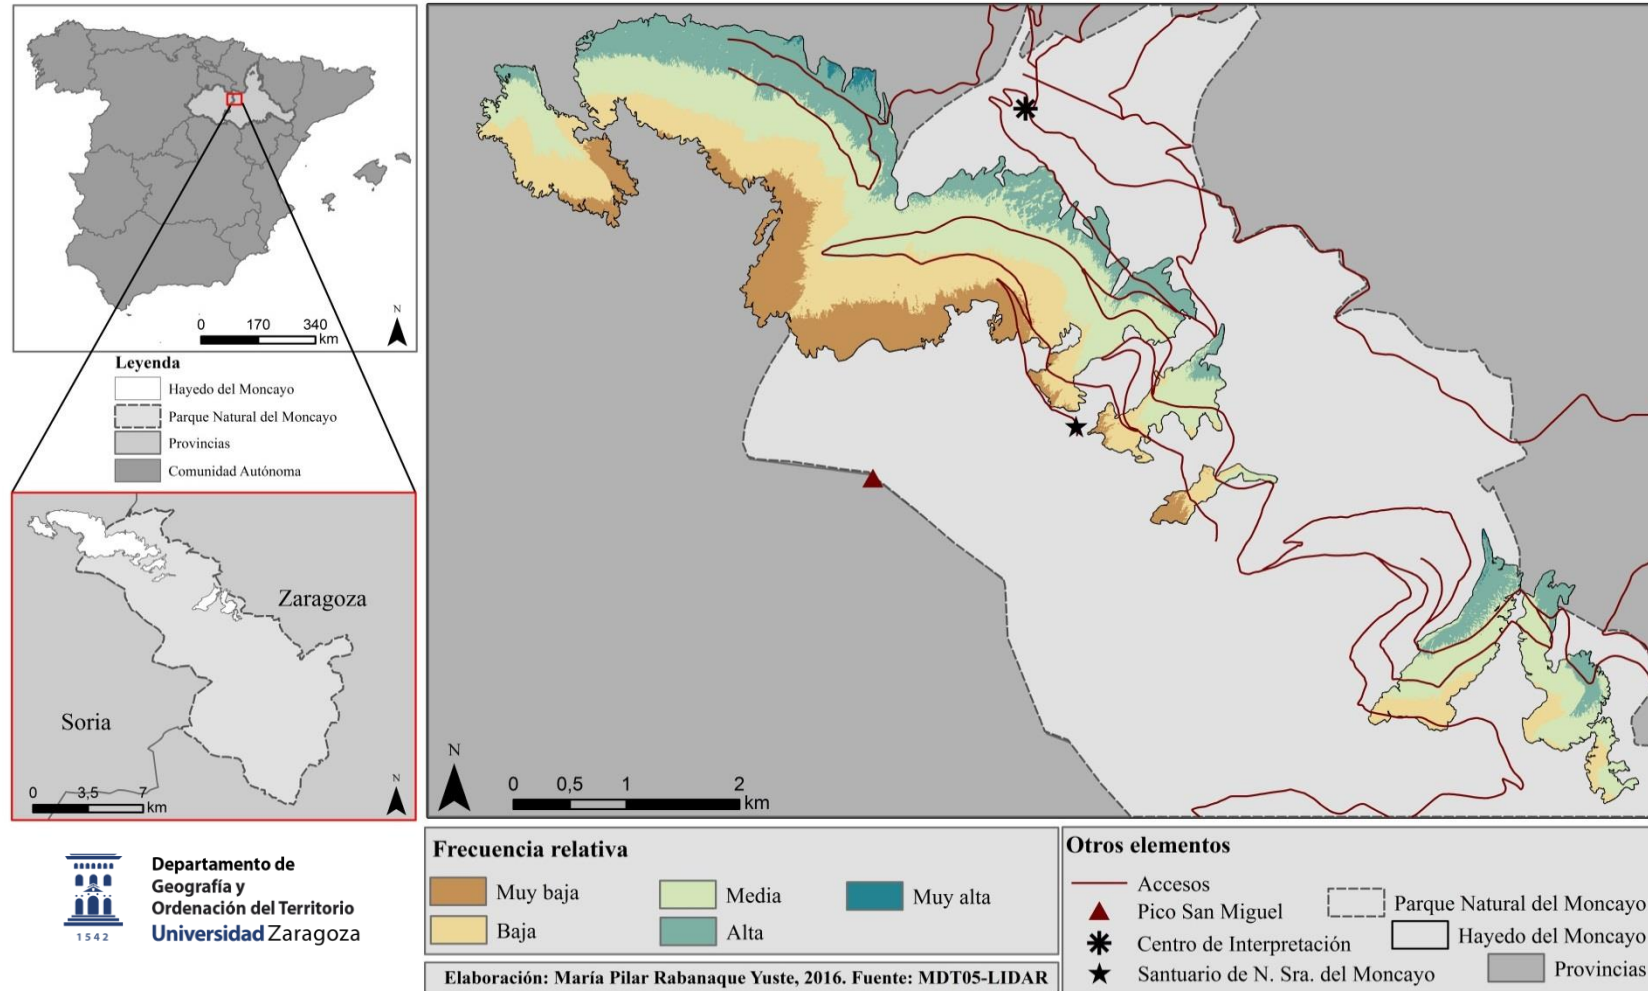 N
0 170 340
km
Leyenda
Hayedo del Moncayo
Parque Natural del Moncayo
Provincias
Comunidad Autónoma
Zaragoza
Soria
N
0 3,5 7
km
N
0 0,5 1 2
km
Departamento de
Geografía y
Ordenación del Territorio
Universidad Zaragoza
1542
Frecuencia relativa
Muy baja
Media
Muy alta
Baja
Alta
Elaboración: María Pilar Rabanaque Yuste, 2016. Fuente: MDT05-LIDAR
Otros elementos
Accesos
Pico San Miguel
Centro de Interpretación
Santuario de N. Sra. del Moncayo
Parque Natural del Moncayo
Hayedo del Moncayo
Provincias